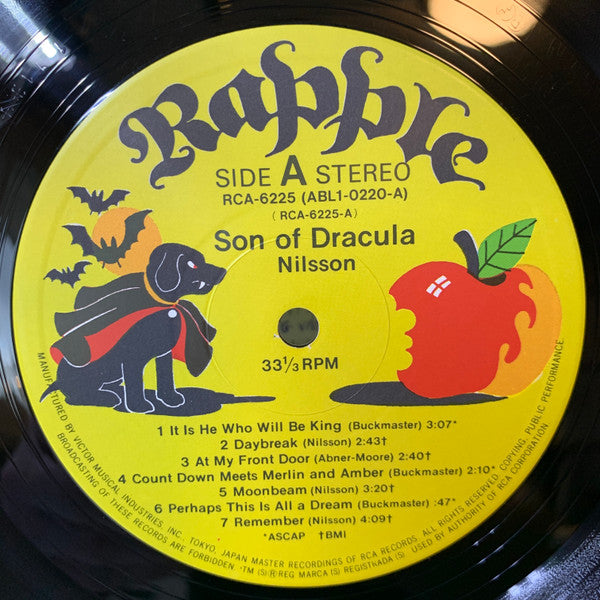 Rapple
SIDE A STEREO
RCA-6225 (ABL1-0220-A)
(RCA-6225-A)
Son of Dracula
Nilsson
33⅓ RPM
1 It Is He Who Will Be King (Buckmaster) 3:07*
2 Daybreak (Nilsson) 2:43†
3 At My Front Door (Abner-Moore) 2:40†
4 Count Down Meets Merlin and Amber (Buckmaster) 2:10*
5 Moonbeam (Nilsson) 3:20†
6 Perhaps This Is All a Dream (Buckmaster) :47*
7 Remember (Nilsson) 4:09†
*ASCAP †BMI
MANUFACTURED BY VICTOR MUSICAL INDUSTRIES, INC., TOKYO, JAPAN MASTER RECORDINGS OF RCA RECORDS. ALL RIGHTS RESERVED, COPYING, PUBLIC PERFORMANCE,
BROADCASTING OF THESE RECORDS ARE FORBIDDEN. TM(S)® REG MARCA(S) REGISTRADA(S) USED BY AUTHORITY OF RCA CORPORATION.